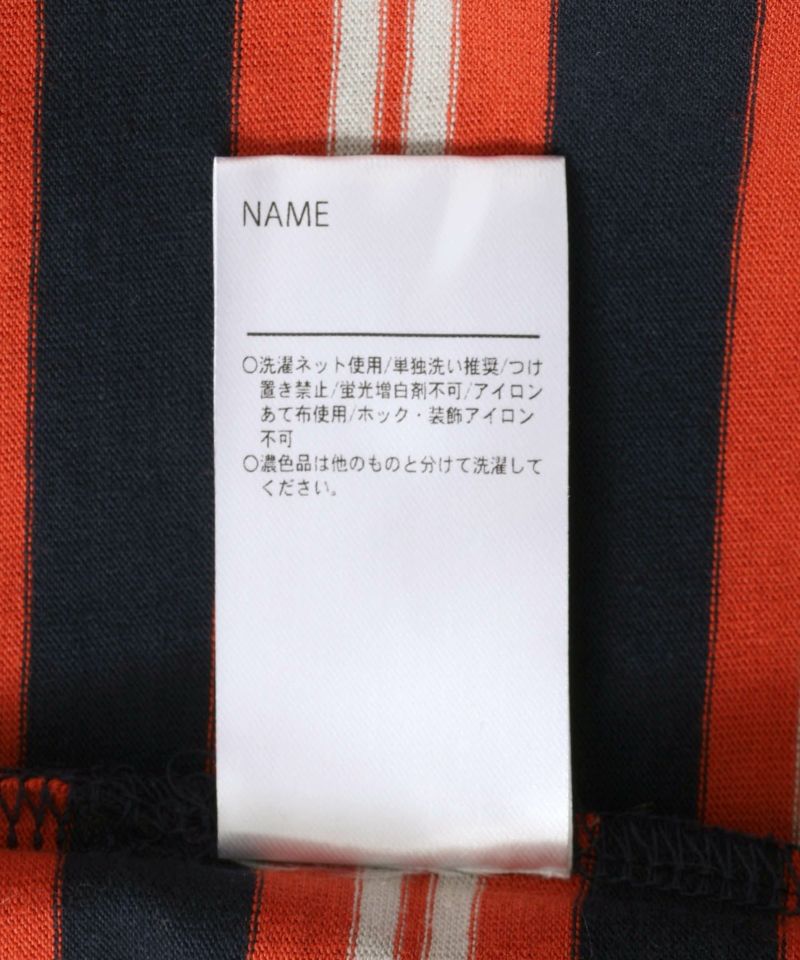 NAME
○洗濯ネット使用/単独洗い推奨/つけ
置き禁止/蛍光増白剤不可/アイロン
あて布使用/ホック・装飾アイロン
不可
○濃色品は他のものと分けて洗濯して
ください。